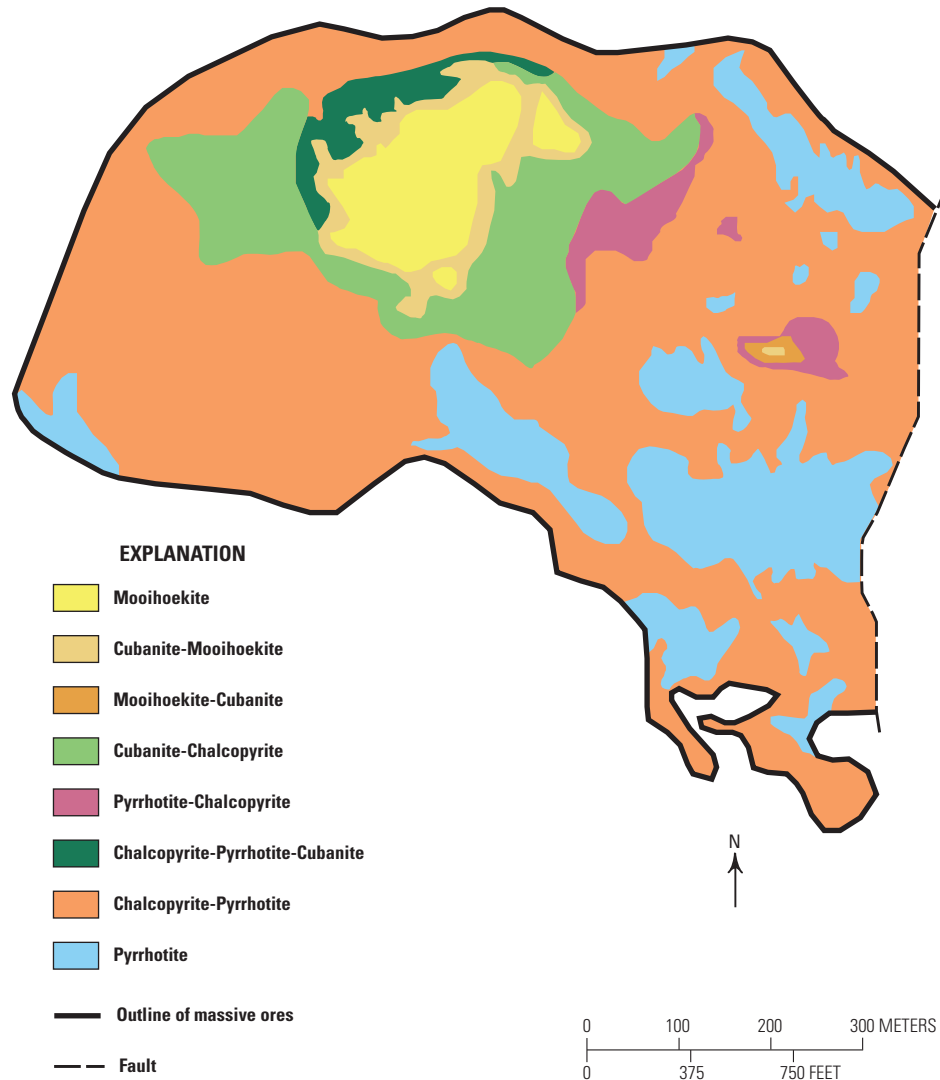 EXPLANATION
Mooihoekite
Cubanite-Mooihoekite
Mooihoekite-Cubanite
Cubanite-Chalcopyrite
Pyrrhotite-Chalcopyrite
Chalcopyrite-Pyrrhotite-Cubanite
Chalcopyrite-Pyrrhotite
Pyrrhotite
Outline of massive ores
Fault
N
0 100 200 300 METERS
0 375 750 FEET